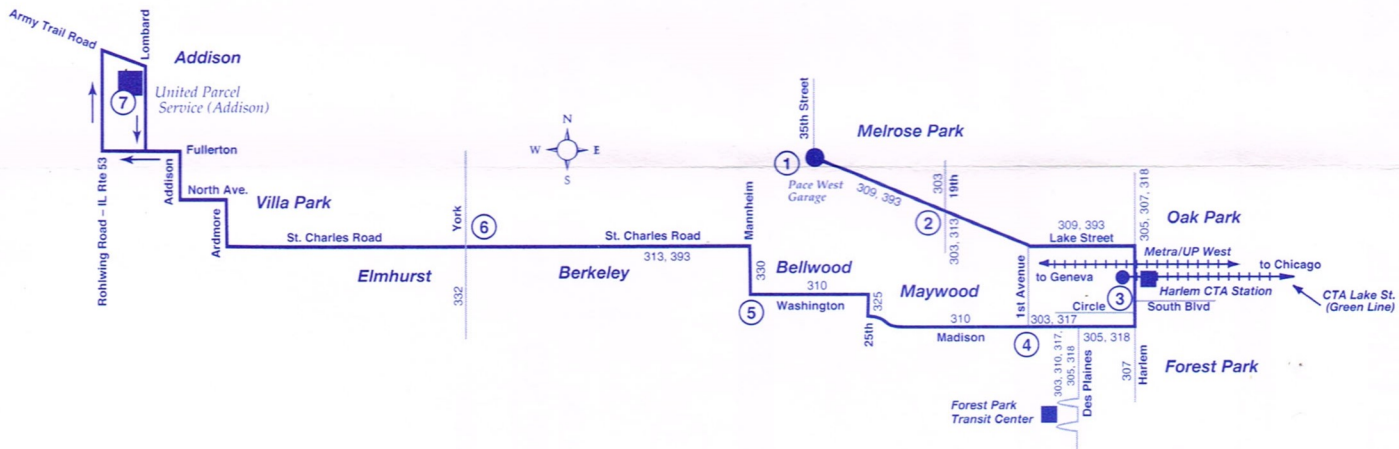 Army Trail Road
Lombard
Addison
7
United Parcel
Service (Addison)
Rohlwing Road – IL Rte 53
Fullerton
Addison
North Ave.
Villa Park
Ardmore
St. Charles Road
Elmhurst
York
6
332
N
W E
S
St. Charles Road
313, 393
Berkeley
Mannheim
330
5
Bellwood
310
Washington
325
25th
35th Street
1
Pace West
Garage
Melrose Park
309, 393
303
19th
2
303, 313
Maywood
310
Madison
1st Avenue
4
309, 393
Lake Street
305, 307, 318
Oak Park
Metra/UP West
to Geneva
to Chicago
3
Harlem CTA Station
CTA Lake St.
(Green Line)
Circle
South Blvd
303, 317
305, 318
307
Harlem
Forest Park
303, 310, 317,
305, 318
Des Plaines
Forest Park
Transit Center